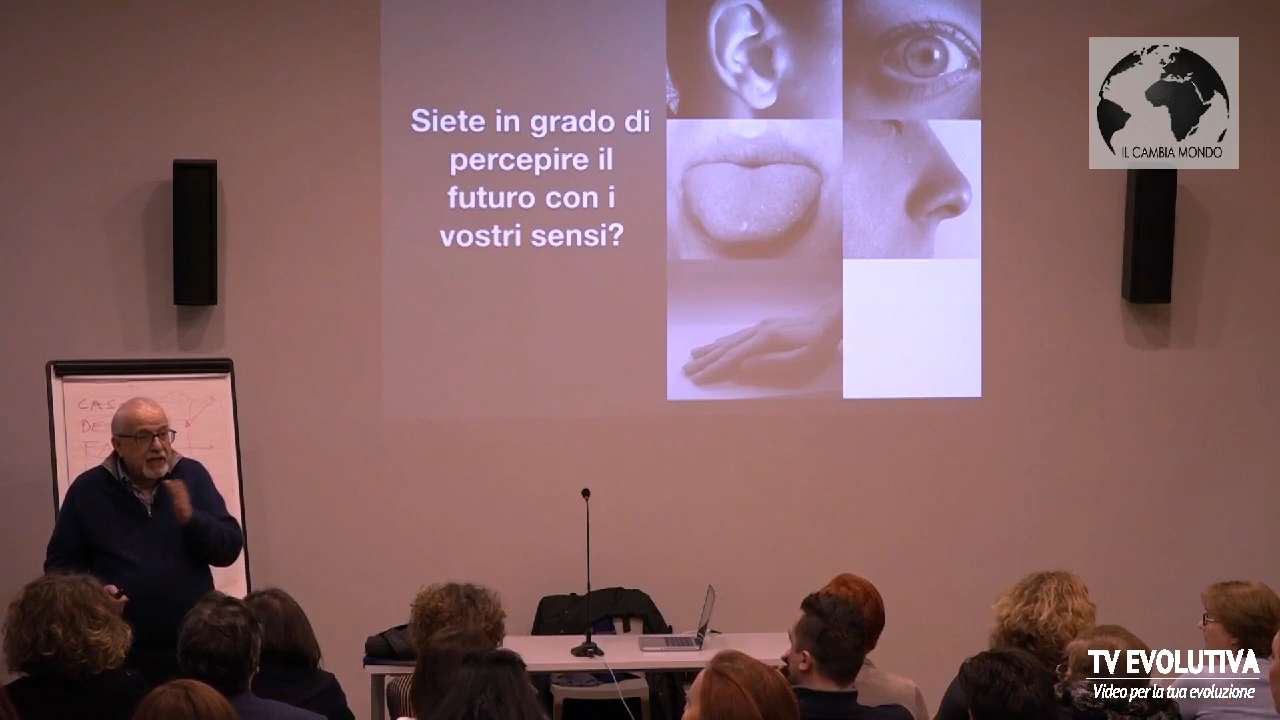 Siete in grado di
percepire il
futuro con i
vostri sensi?
IL CAMBIA MONDO
TV EVOLUTIVA
Video per la tua evoluzione